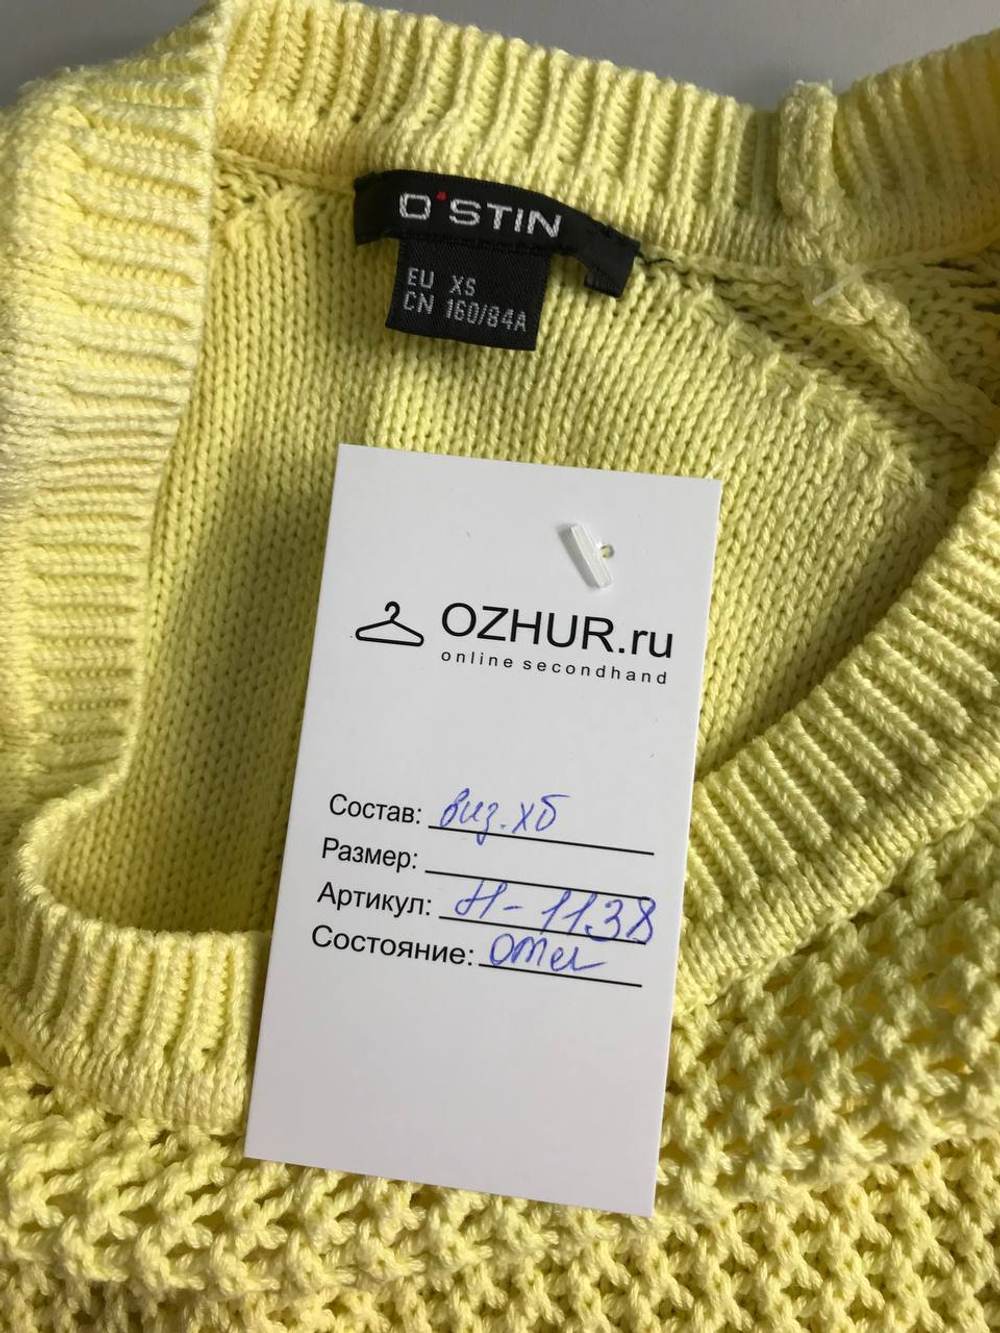 O'STIN
EU XS
CN 160/84A
OZHUR.ru
online secondhand
Состав: виз. хб
Размер:
Артикул: Н-1138
Состояние: отл